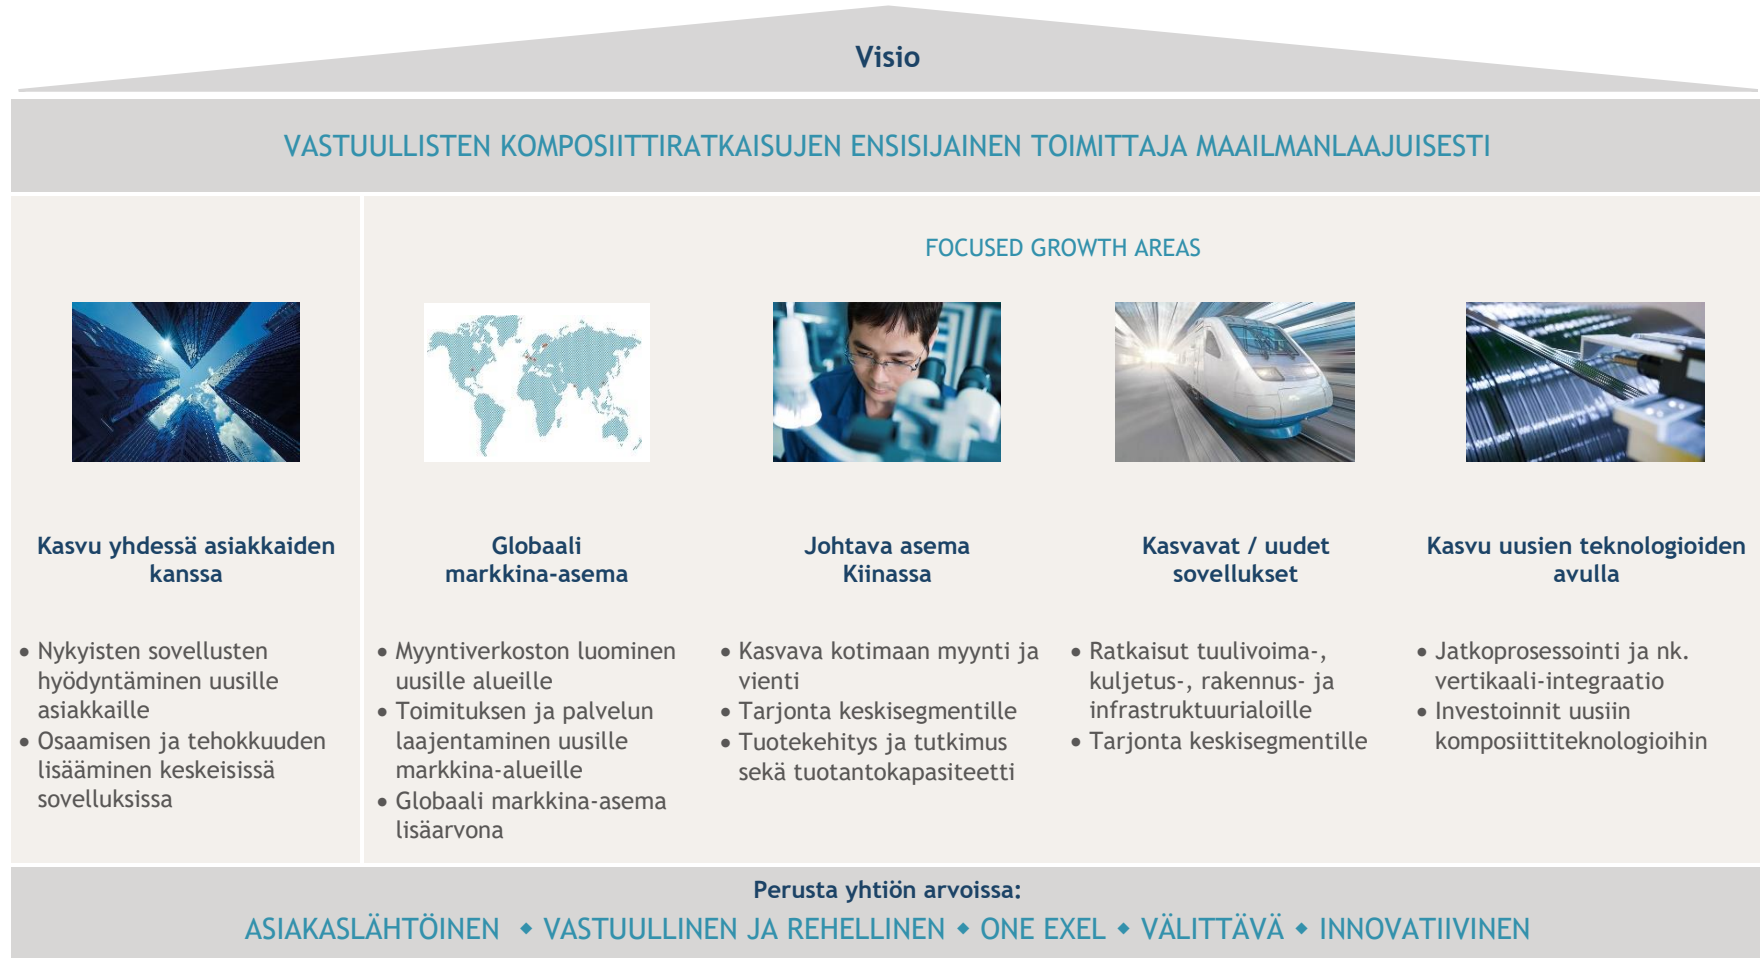 Visio
VASTUULLISTEN KOMPOSIITTIRATKAISUJEN ENSISIJAINEN TOIMITTAJA MAAILMANLAAJUISESTI
FOCUSED GROWTH AREAS
Kasvu yhdessä asiakkaiden
kanssa
• Nykyisten sovellusten
hyödyntäminen uusille
asiakkaille
• Osaamisen ja tehokkuuden
lisääminen keskeisissä
sovelluksissa
Globaali
markkina-asema
• Myyntiverkoston luominen
uusille alueille
• Toimituksen ja palvelun
laajentaminen uusille
markkina-alueille
• Globaali markkina-asema
lisäarvona
Johtava asema
Kiinassa
• Kasvava kotimaan myynti ja
vienti
• Tarjonta keskisegmentille
• Tuotekehitys ja tutkimus
sekä tuotantokapasiteetti
Kasvavat / uudet
sovellukset
• Ratkaisut tuulivoima-,
kuljetus-, rakennus- ja
infrastruktuurialoille
• Tarjonta keskisegmentille
Kasvu uusien teknologioiden
avulla
• Jatkoprosessointi ja nk.
vertikaali-integraatio
• Investoinnit uusiin
komposiittiteknologioihin
Perusta yhtiön arvoissa:
ASIAKASLÄHTÖINEN ◆ VASTUULLINEN JA REHELLINEN ◆ ONE EXEL ◆ VÄLITTÄVÄ ◆ INNOVATIIVINEN